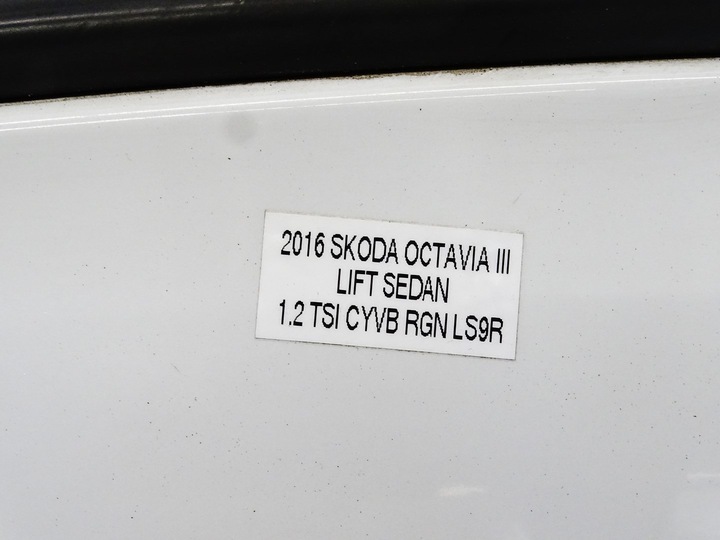 2016 SKODA OCTAVIA III
LIFT SEDAN
1.2 TSI CYVB RGN LS9R